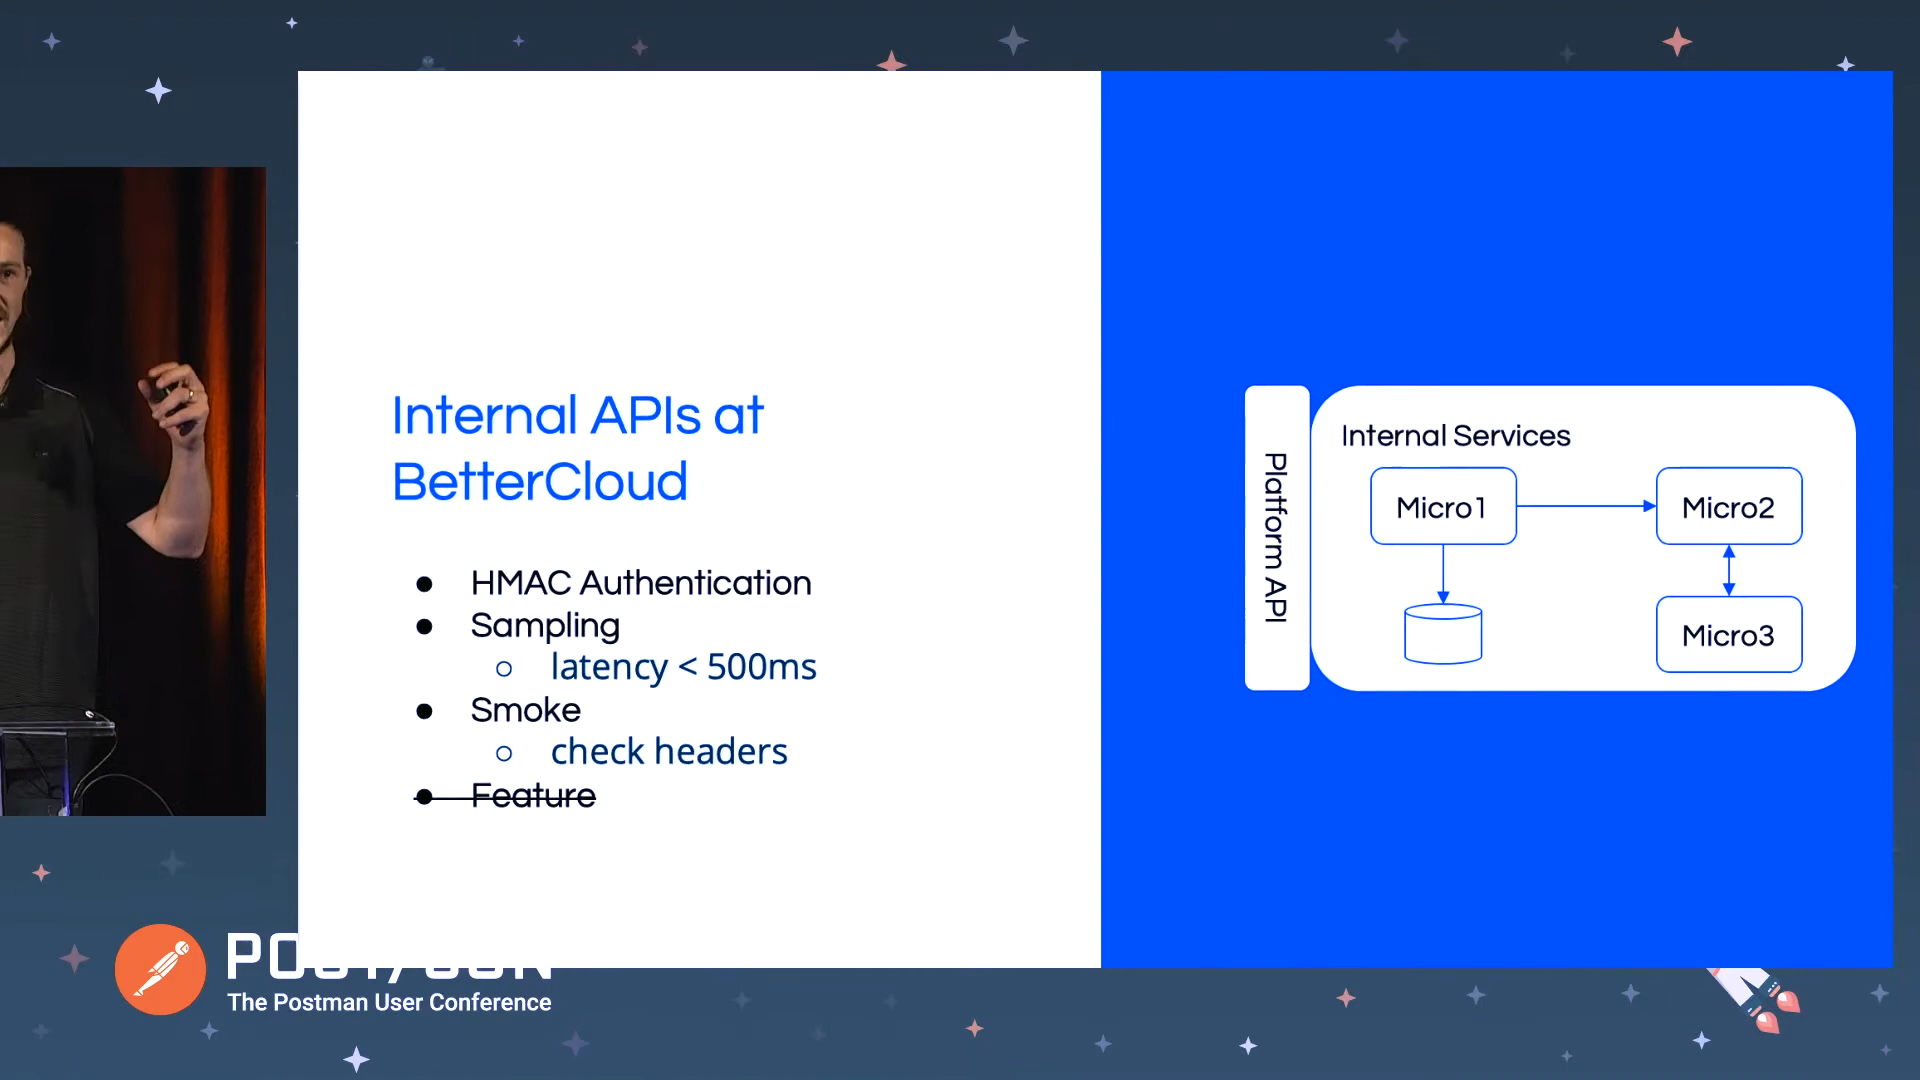 Internal APIs at
BetterCloud
● HMAC Authentication
● Sampling
○ latency < 500ms
● Smoke
○ check headers
● Feature
Platform API
Internal Services
Micro1
Micro2
Micro3
The Postman User Conference